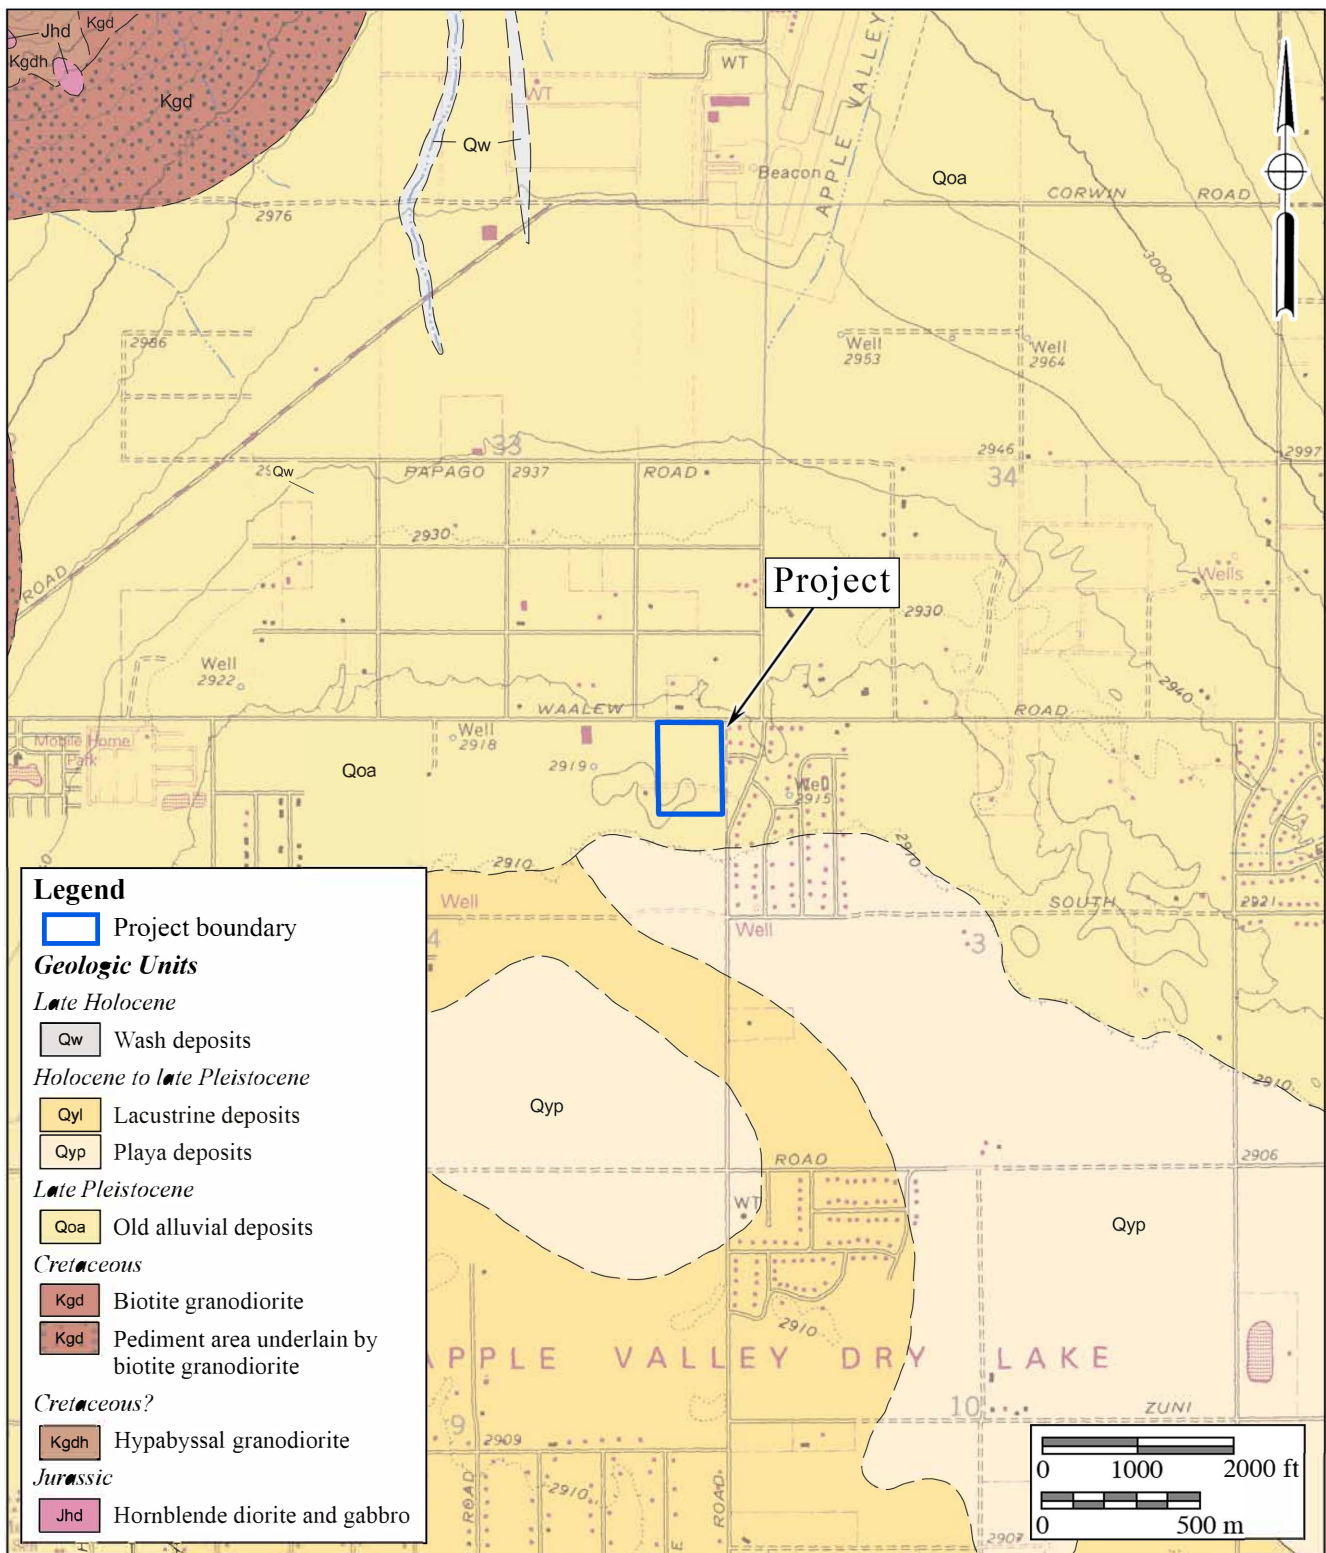 Jhd
Kgd
Kgdh
Kgd
Qw
WT
WT
APPLE VALLEY
Beacon
Qoa
CORWIN ROAD
2976
3000
2986
Well
2953
Well
2964
33
2946
34
2997
Qw
PAPAGO 2937 ROAD
2930
ROAD
Project
Wells
2930
Well
2922
2940
WAALEW ROAD
Mobile Home
Park
Well
2918
2919
Qoa
Well
2915
2910
2910
Well
SOUTH
2921
4
Well
3
2910
Qyp
ROAD
2906
WT
Qyp
2910
APPLE VALLEY DRY LAKE
9
10
ZUNI
2909
2910
ROAD
ROAD
2907
Legend
Project boundary
Geologic Units
Late Holocene
Qw Wash deposits
Holocene to late Pleistocene
Qyl Lacustrine deposits
Qyp Playa deposits
Late Pleistocene
Qoa Old alluvial deposits
Cretaceous
Kgd Biotite granodiorite
Kgd Pediment area underlain by
biotite granodiorite
Cretaceous?
Kgdh Hypabyssal granodiorite
Jurassic
Jhd Hornblende diorite and gabbro
0 1000 2000 ft
0 500 m